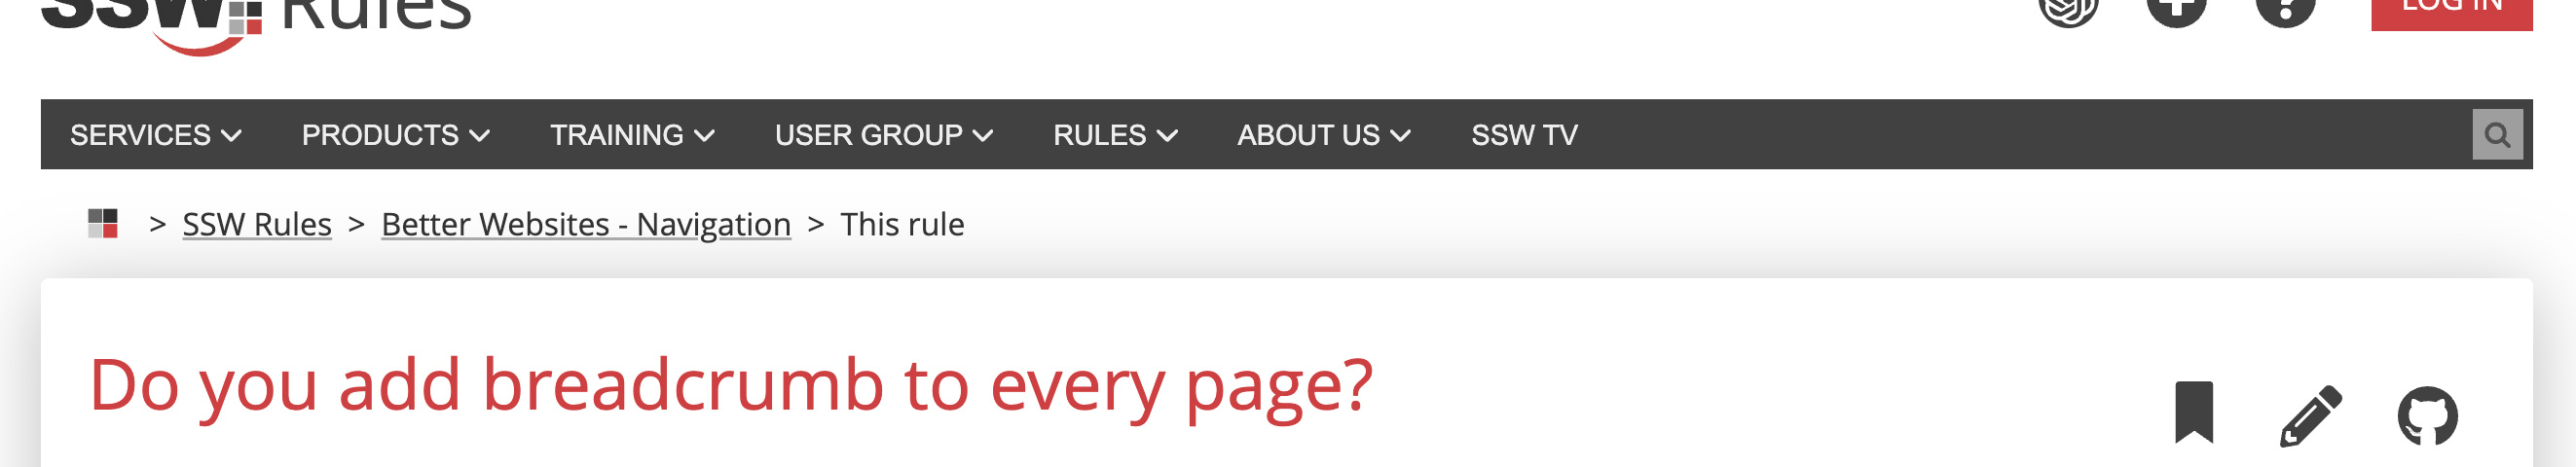 SSW Rules
LOG IN
SERVICES PRODUCTS TRAINING USER GROUP RULES ABOUT US SSW TV
> SSW Rules > Better Websites - Navigation > This rule
Do you add breadcrumb to every page?